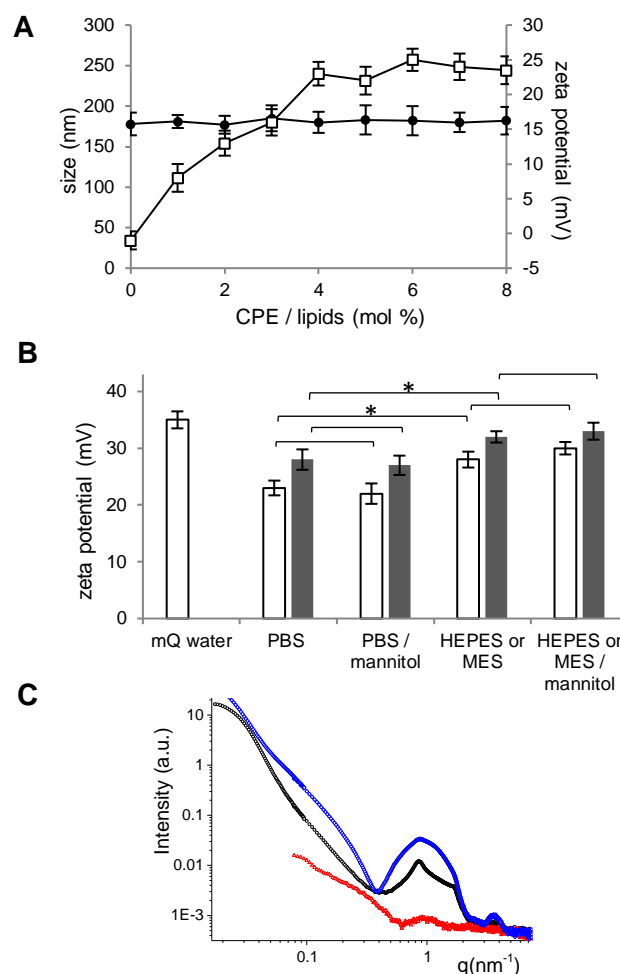 A
size (nm)
300
250
200
150
100
50
0
30
25
20
15
10
5
0
-5
zeta potential (mV)
0 2 4 6 8
CPE / lipids (mol %)
B
zeta potential (mV)
40
30
20
10
0
*
*
mQ water PBS PBS / mannitol HEPES or MES HEPES or MES / mannitol
C
Intensity (a.u.)
10
1
0.1
0.01
1E-3
0.1 1 q(nm-1)